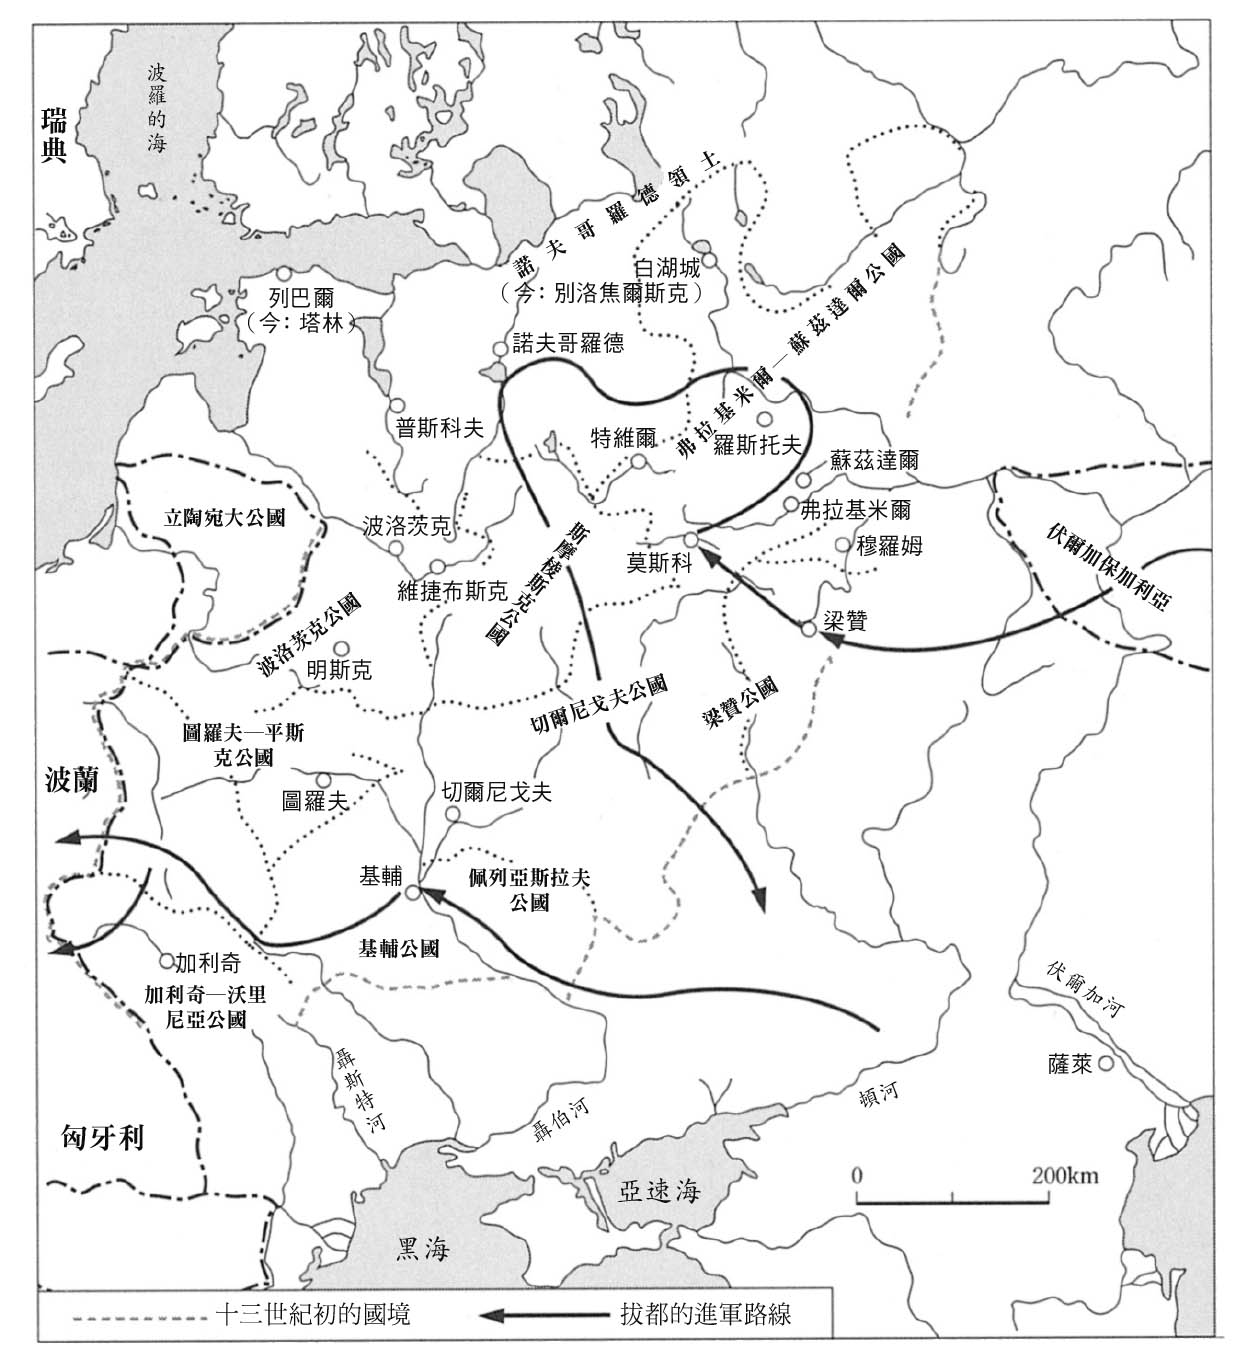 波羅的海
瑞典
諾夫哥羅德領土
白湖城
（今：別洛焦爾斯克）
列巴爾
（今：塔林）
諾夫哥羅德
弗拉基米爾—蘇茲達爾公國
普斯科夫
特維爾
羅斯托夫
蘇茲達爾
弗拉基米爾
立陶宛大公國
波洛茨克
斯摩棱斯克公國
莫斯科
穆羅姆
伏爾加保加利亞
維捷布斯克
波洛茨克公國
梁贊
明斯克
切爾尼戈夫公國
梁贊公國
圖羅夫—平斯
克公國
波蘭
圖羅夫
切爾尼戈夫
基輔
佩列亞斯拉夫
公國
基輔公國
加利奇
加利奇—沃里
尼亞公國
伏爾加河
薩萊
聶斯特河
聶伯河
頓河
匈牙利
亞速海
0
200km
黑海
十三世紀初的國境
拔都的進軍路線